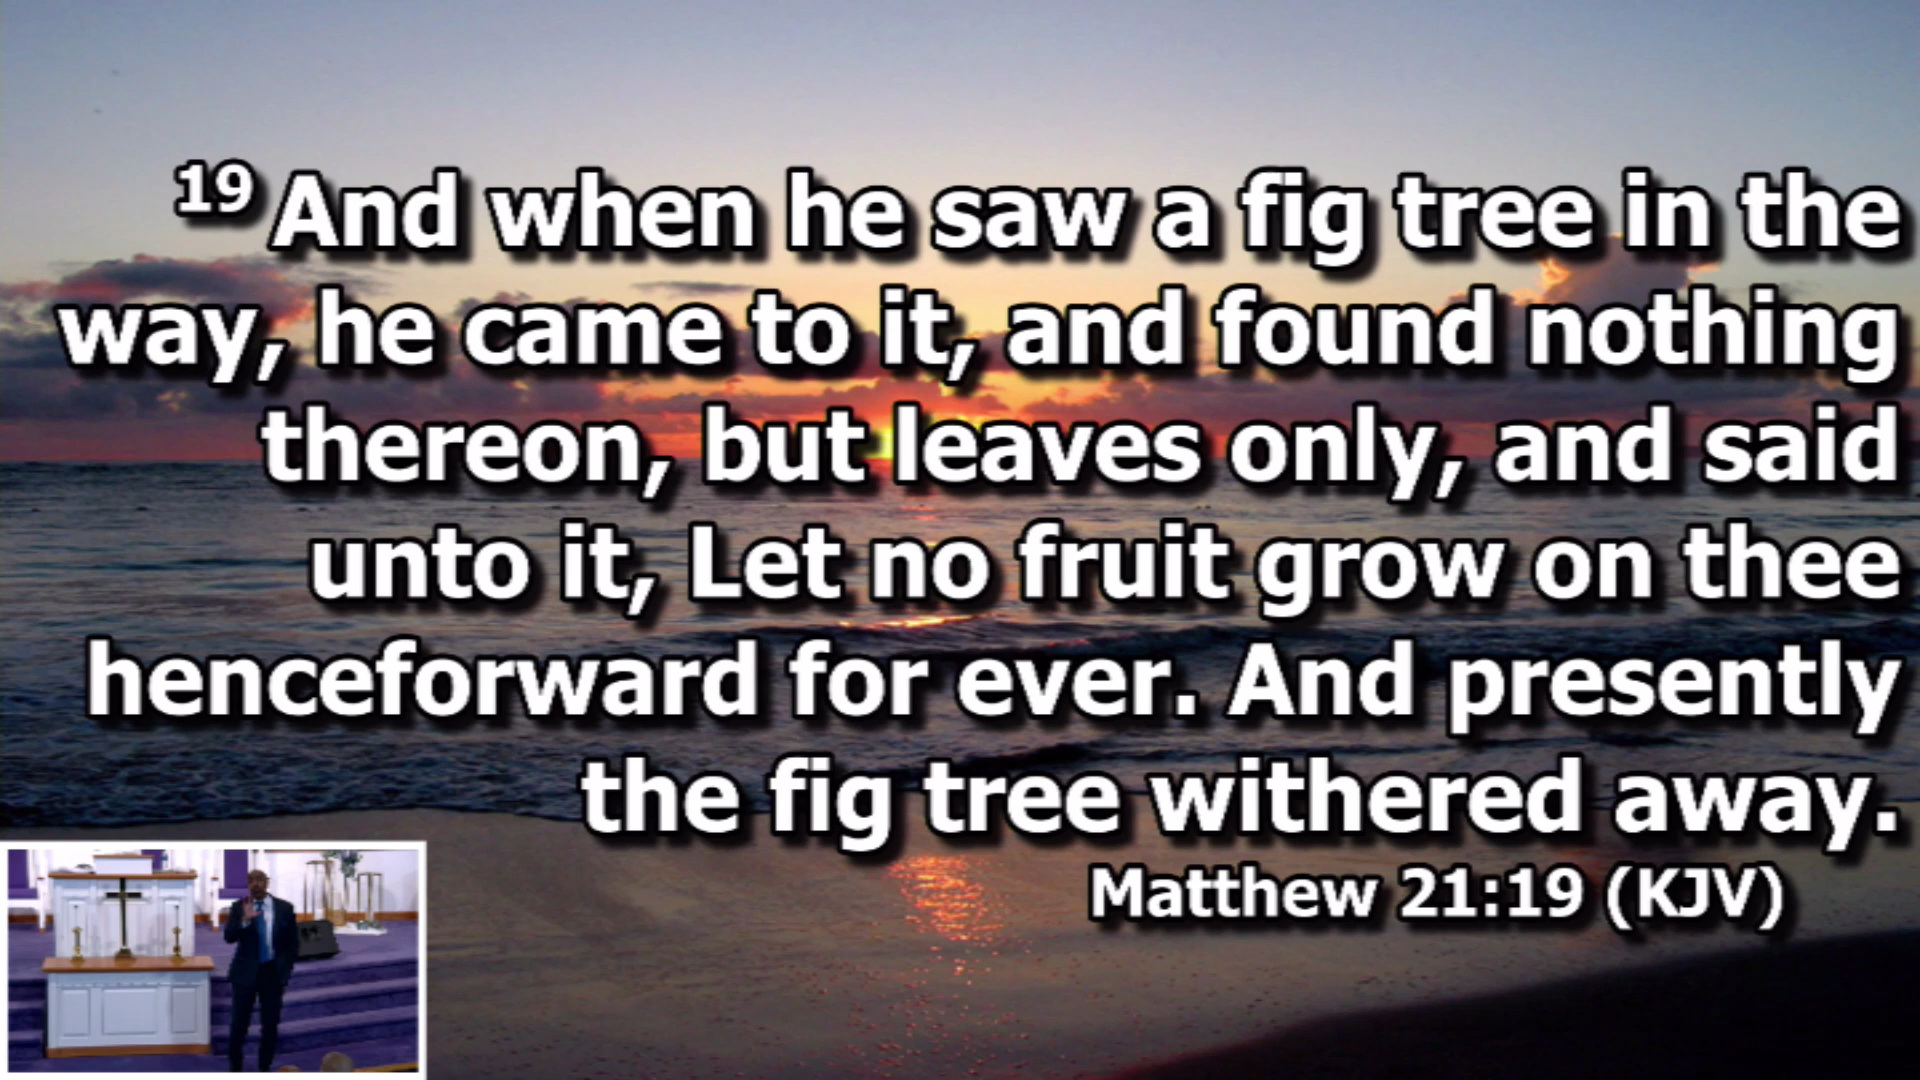 19 And when he saw a fig tree in the
way, he came to it, and found nothing
thereon, but leaves only, and said
unto it, Let no fruit grow on thee
henceforward for ever. And presently
the fig tree withered away.
Matthew 21:19 (KJV)